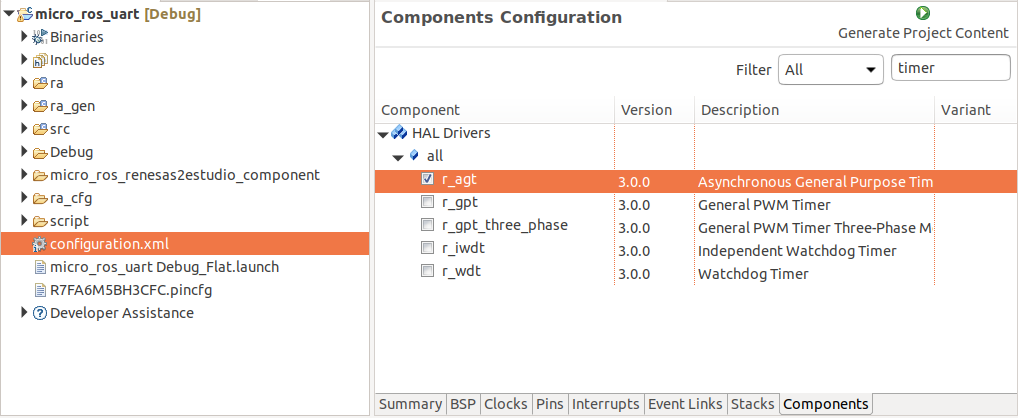 micro_ros_uart [Debug]
Binaries
Includes
ra
ra_gen
src
Debug
micro_ros_renesas2estudio_component
ra_cfg
script
configuration.xml
micro_ros_uart Debug_Flat.launch
R7FA6M5BH3CFC.pincfg
Developer Assistance
Components Configuration
Generate Project Content
Filter All timer
Component Version Description Variant
HAL Drivers
all
r_agt 3.0.0 Asynchronous General Purpose Tim
r_gpt 3.0.0 General PWM Timer
r_gpt_three_phase 3.0.0 General PWM Timer Three-Phase M
r_iwdt 3.0.0 Independent Watchdog Timer
r_wdt 3.0.0 Watchdog Timer
Summary BSP Clocks Pins Interrupts Event Links Stacks Components